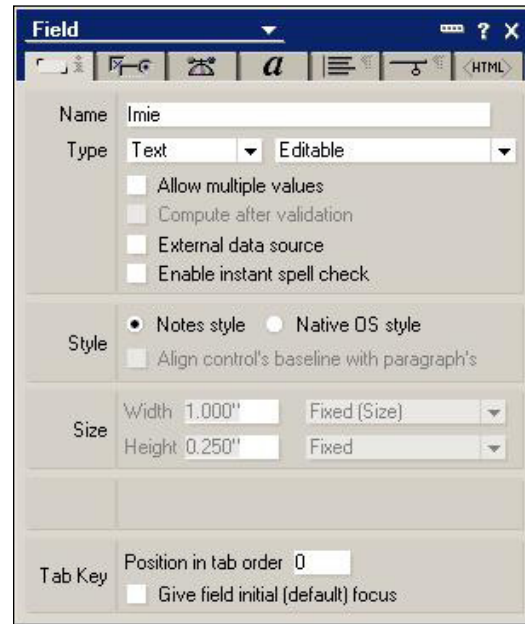 Field
? X
a <HTML>
Name Imie
Type Text Editable
Allow multiple values
Compute after validation
External data source
Enable instant spell check
Style Notes style Native OS style
Align control's baseline with paragraph's
Size Width 1.000" Fixed (Size)
Height 0.250" Fixed
Tab Key Position in tab order 0
Give field initial (default) focus